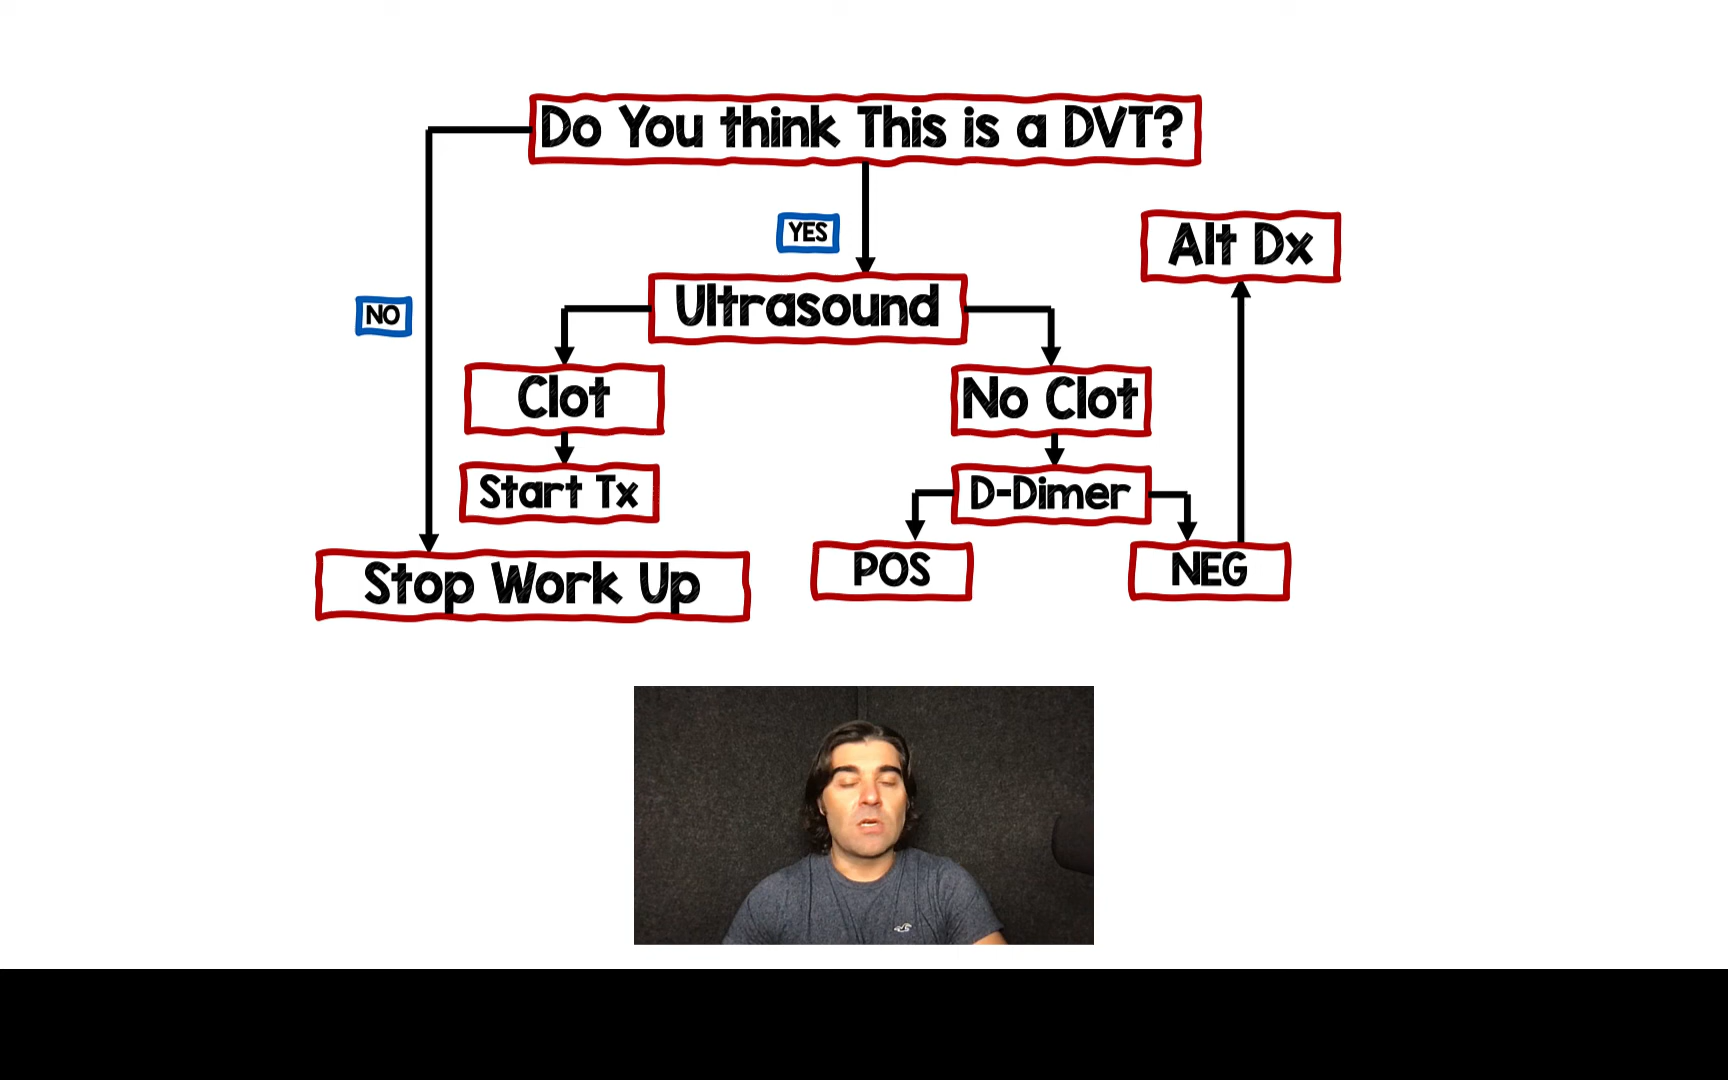 Do You think This is a DVT?
YES
Alt Dx
NO
Ultrasound
Clot
No Clot
Start Tx
D-Dimer
Stop Work Up
POS
NEG